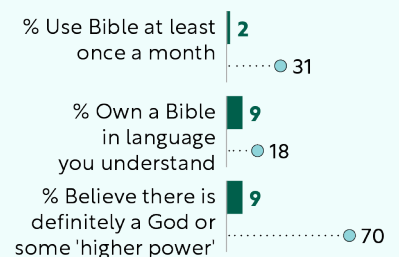 % Use Bible at least
once a month
2
31
% Own a Bible
in language
you understand
9
18
% Believe there is
definitely a God or
some 'higher power'
9
70